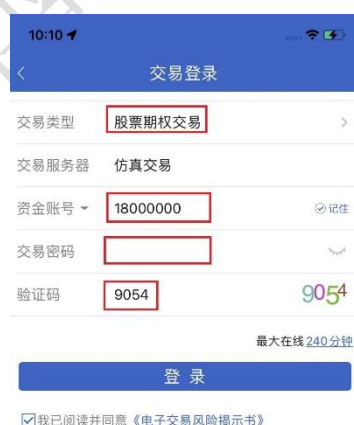 10:10
交易登录
交易类型 股票期权交易
交易服务器 仿真交易
资金账号 18000000 记住
交易密码
验证码 9054 9054
最大在线 240分钟
登 录
我已阅读并同意《电子交易风险揭示书》